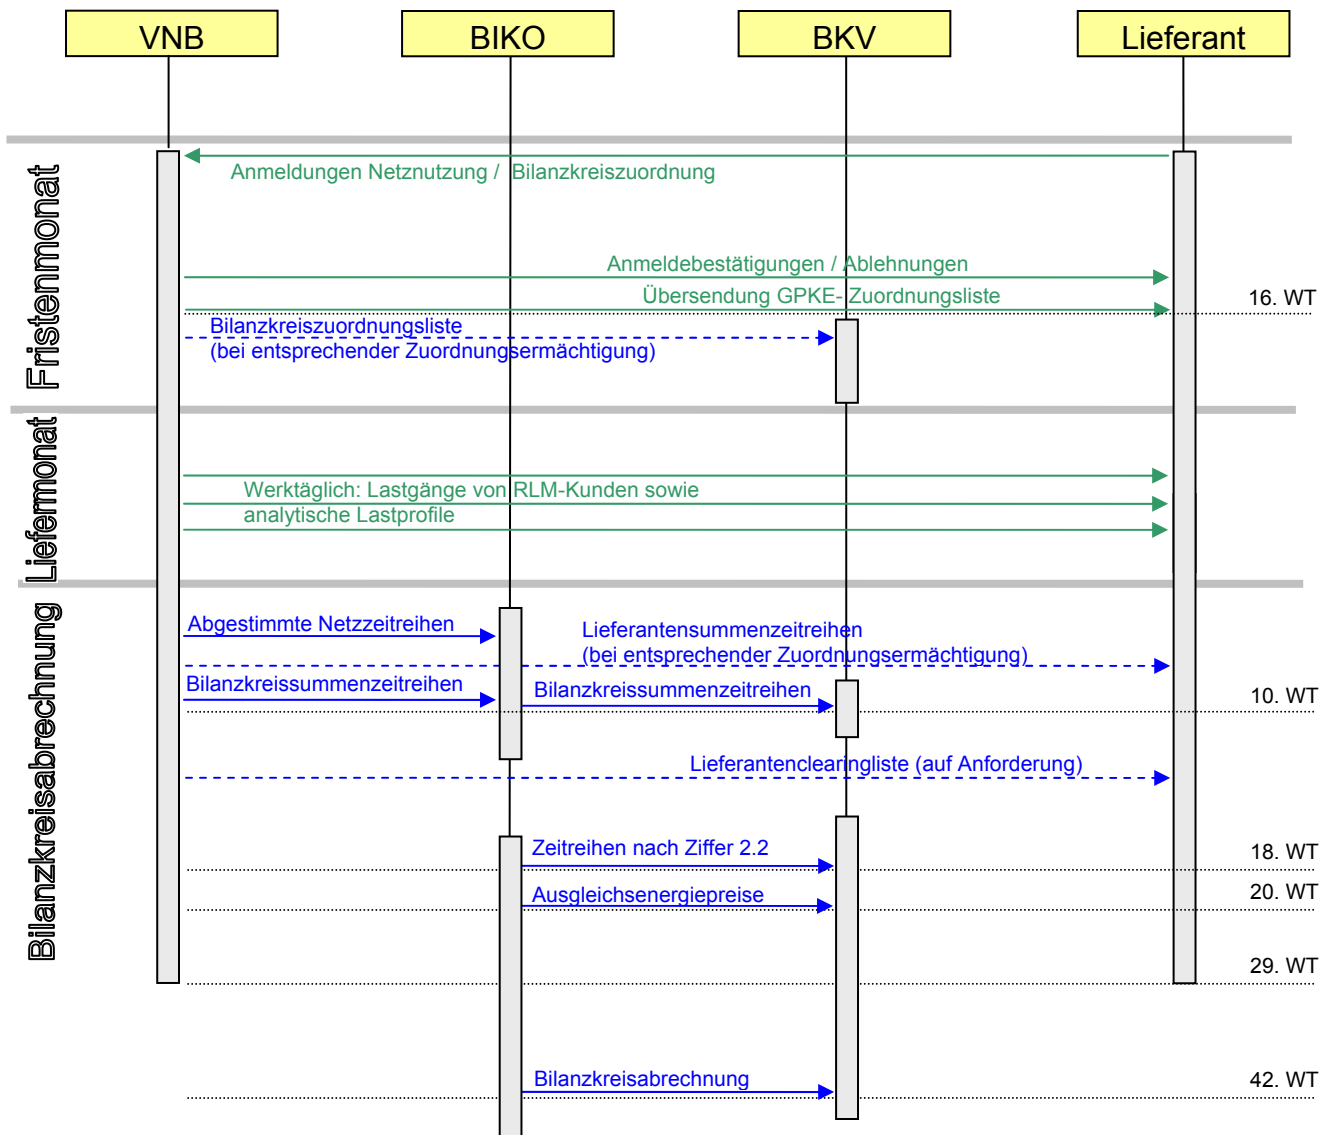 VNB
BIKO
BKV
Lieferant
Fristenmonat
Anmeldungen Netznutzung / Bilanzkreiszuordnung
Anmeldebestätigungen / Ablehnungen
Übersendung GPKE- Zuordnungsliste
16. WT
Bilanzkreiszuordnungsliste
(bei entsprechender Zuordnungsermächtigung)
Liefermonat
Werktäglich: Lastgänge von RLM-Kunden sowie
analytische Lastprofile
Bilanzkreisabrechnung
Abgestimmte Netzzeitreihen
Lieferantensummenzeitreihen
(bei entsprechender Zuordnungsermächtigung)
Bilanzkreissummenzeitreihen
Bilanzkreissummenzeitreihen
10. WT
Lieferantenclearingliste (auf Anforderung)
Zeitreihen nach Ziffer 2.2
18. WT
Ausgleichsenergiepreise
20. WT
29. WT
Bilanzkreisabrechnung
42. WT